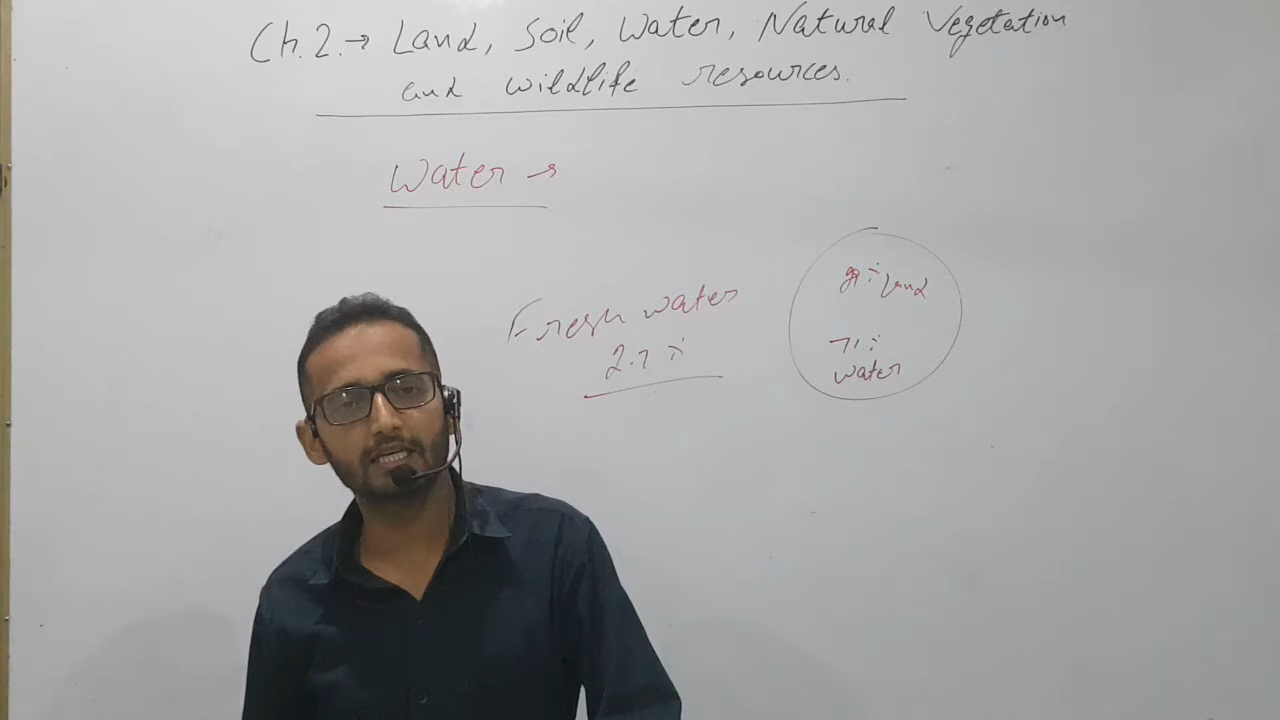 Ch. 2. → Land, Soil, Water, Natural Vegetation
and wildlife resources.
Water →
Fresh water
2.7 %
29 % Land
71 %
water